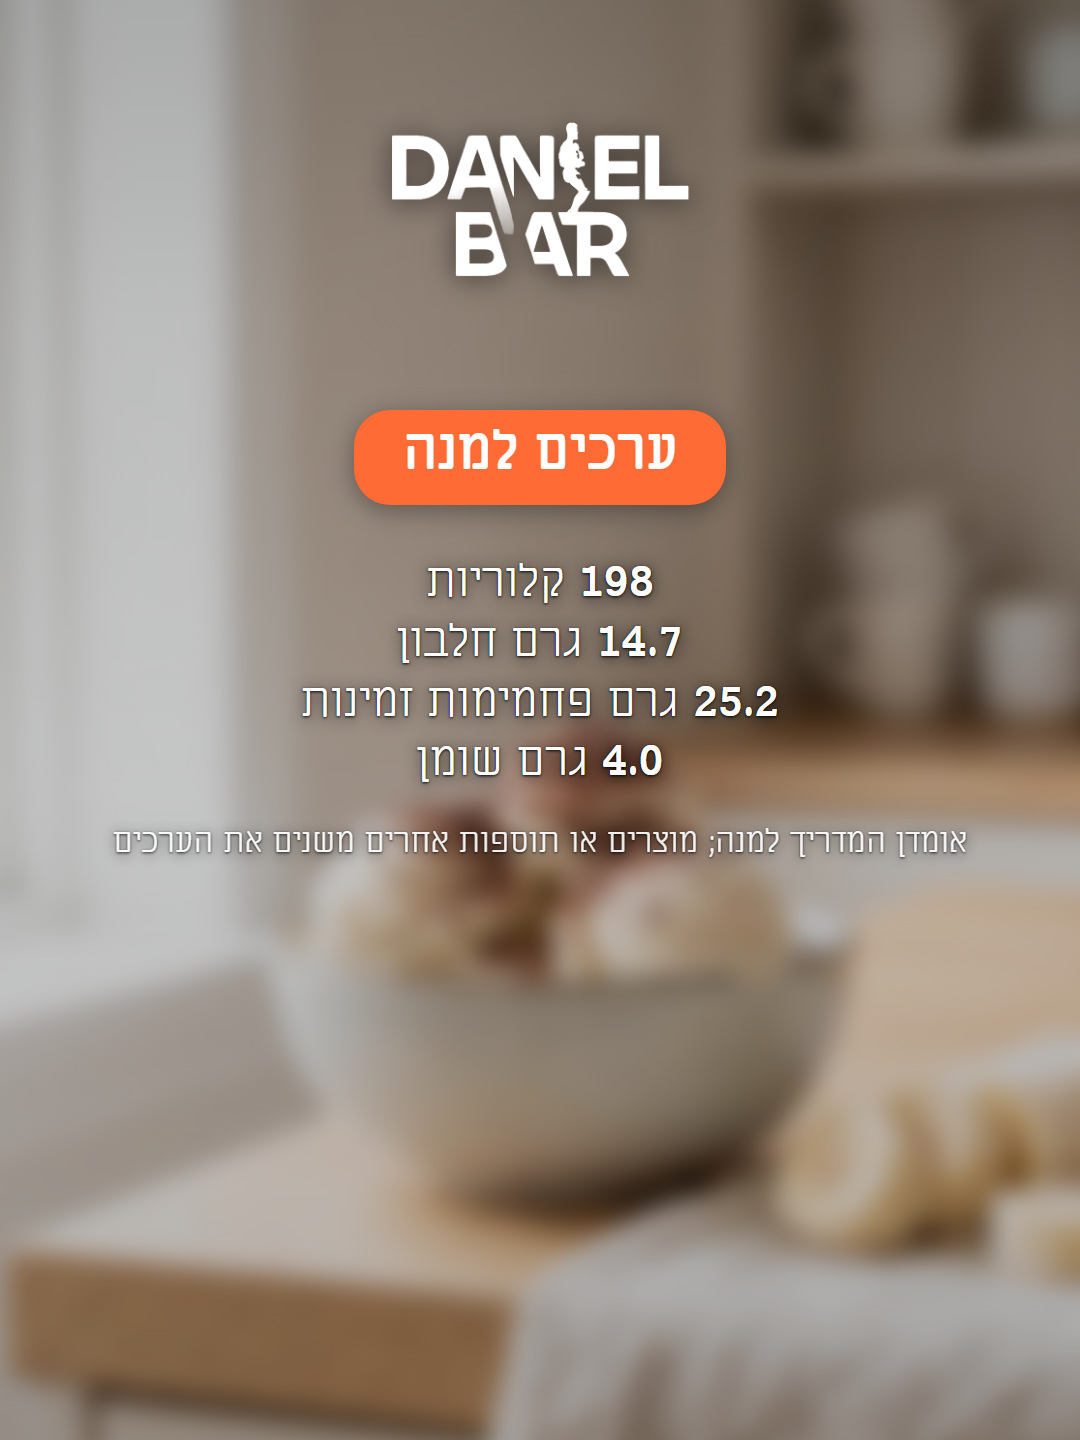 DANIEL
BAR
ערכים למנה
198 קלוריות
14.7 גרם חלבון
25.2 גרם פחמימות זמינות
4.0 גרם שומן
אומדן המדריך למנה; מוצרים או תוספות אחרים משנים את הערכים